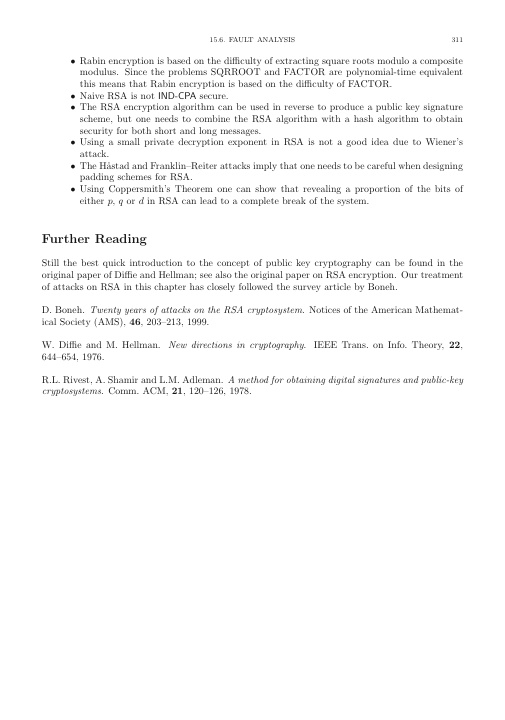 15.6. FAULT ANALYSIS 311
• Rabin encryption is based on the difficulty of extracting square roots modulo a composite
modulus. Since the problems SQRROOT and FACTOR are polynomial-time equivalent
this means that Rabin encryption is based on the difficulty of FACTOR.
• Naive RSA is not IND-CPA secure.
• The RSA encryption algorithm can be used in reverse to produce a public key signature
scheme, but one needs to combine the RSA algorithm with a hash algorithm to obtain
security for both short and long messages.
• Using a small private decryption exponent in RSA is not a good idea due to Wiener's
attack.
• The Håstad and Franklin–Reiter attacks imply that one needs to be careful when designing
padding schemes for RSA.
• Using Coppersmith's Theorem one can show that revealing a proportion of the bits of
either p, q or d in RSA can lead to a complete break of the system.
Further Reading
Still the best quick introduction to the concept of public key cryptography can be found in the
original paper of Diffie and Hellman; see also the original paper on RSA encryption. Our treatment
of attacks on RSA in this chapter has closely followed the survey article by Boneh.
D. Boneh. Twenty years of attacks on the RSA cryptosystem. Notices of the American Mathemat-
ical Society (AMS), 46, 203–213, 1999.
W. Diffie and M. Hellman. New directions in cryptography. IEEE Trans. on Info. Theory, 22,
644–654, 1976.
R.L. Rivest, A. Shamir and L.M. Adleman. A method for obtaining digital signatures and public-key
cryptosystems. Comm. ACM, 21, 120–126, 1978.